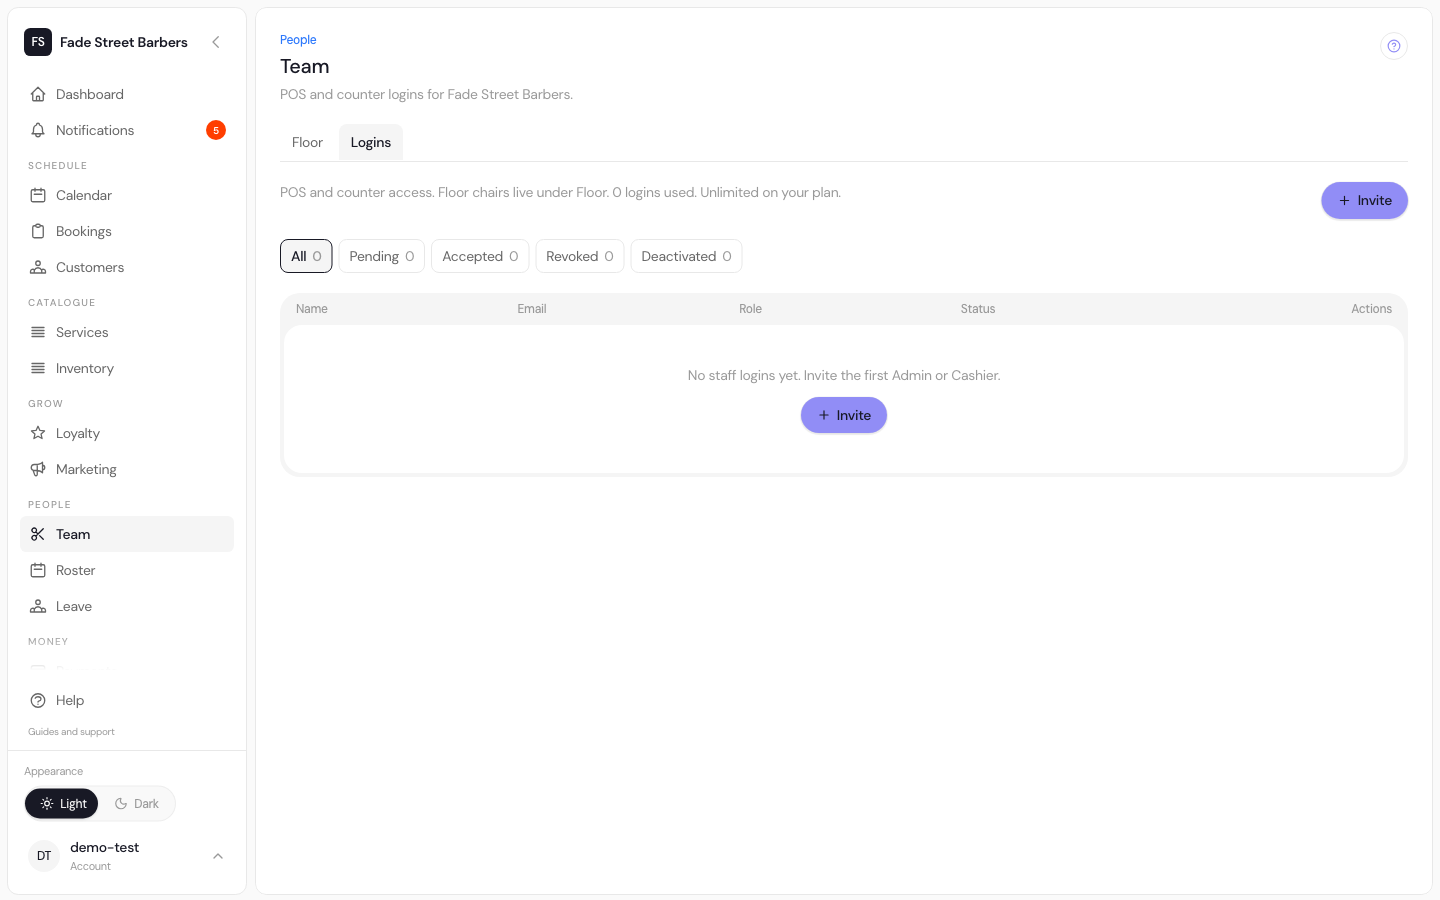 FS Fade Street Barbers
Dashboard
Notifications 5
SCHEDULE
Calendar
Bookings
Customers
CATALOGUE
Services
Inventory
GROW
Loyalty
Marketing
PEOPLE
Team
Roster
Leave
MONEY
Help
Guides and support
Appearance
Light Dark
DT demo-test
Account
People
Team
POS and counter logins for Fade Street Barbers.
Floor Logins
POS and counter access. Floor chairs live under Floor. 0 logins used. Unlimited on your plan.
+ Invite
All 0 Pending 0 Accepted 0 Revoked 0 Deactivated 0
Name Email Role Status Actions
No staff logins yet. Invite the first Admin or Cashier.
+ Invite